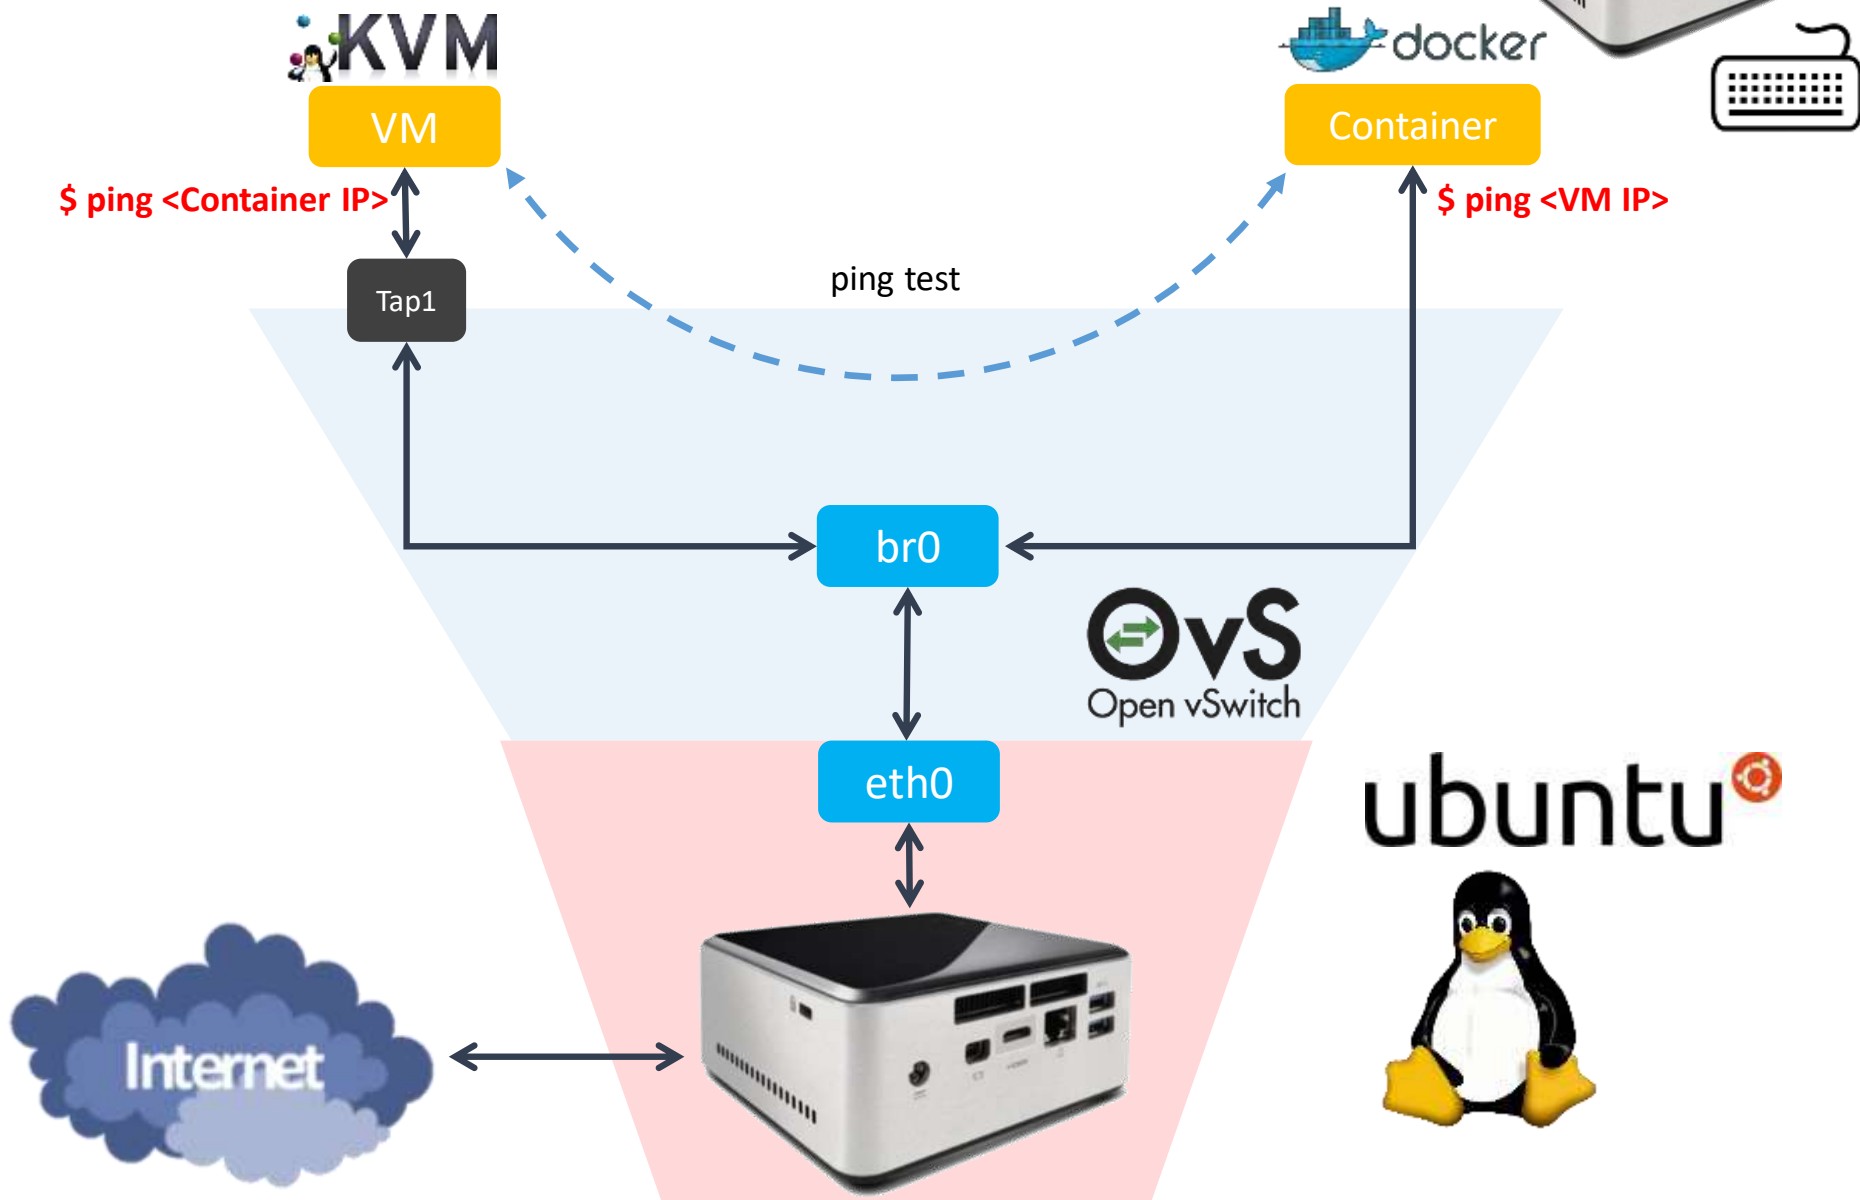 KVM
docker
VM
Container
$ ping <Container IP>
$ ping <VM IP>
ping test
Tap1
br0
OvS
Open vSwitch
eth0
ubuntu
Internet